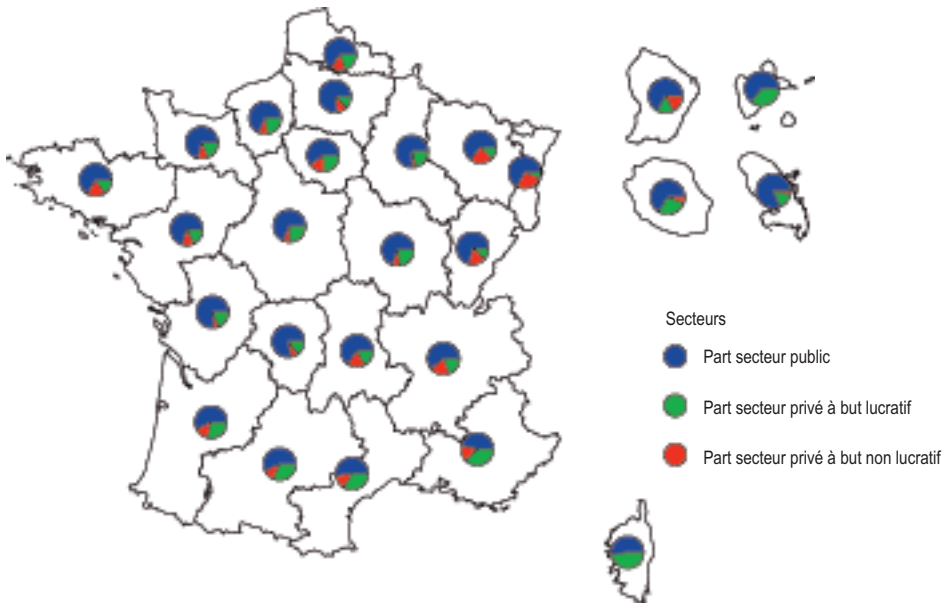 Secteurs
Part secteur public
Part secteur privé à but lucratif
Part secteur privé à but non lucratif